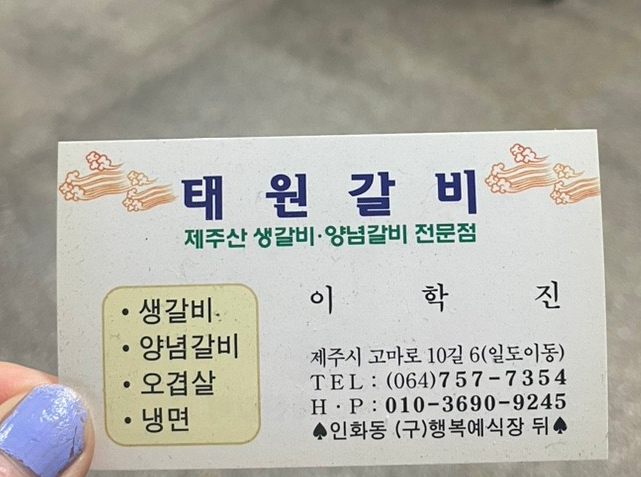 태원갈비
제주산 생갈비·양념갈비 전문점
이 학 진
• 생갈비
• 양념갈비
• 오겹살
• 냉면
제주시 고마로 10길 6(일도이동)
TEL : (064)757-7354
H·P : 010-3690-9245
♠인화동 (구)행복예식장 뒤♠